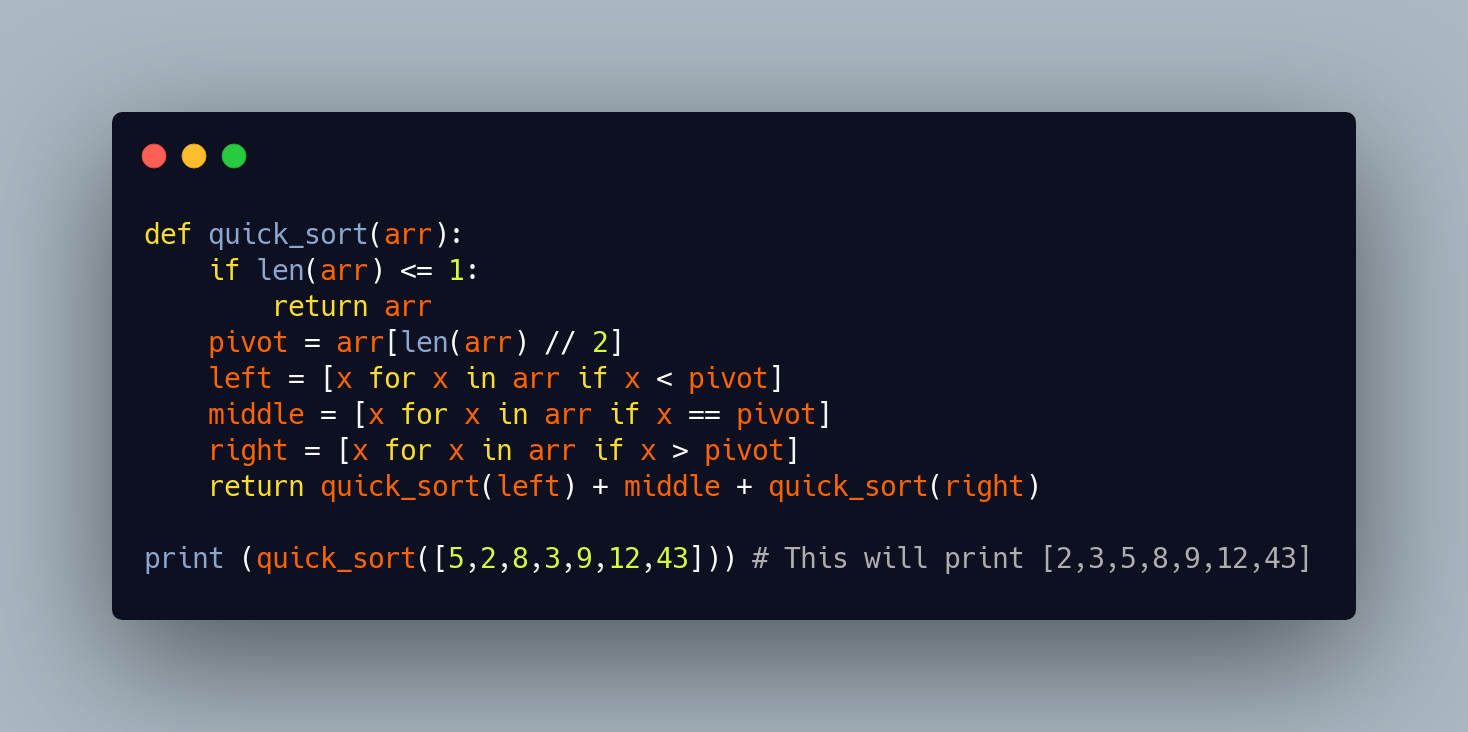 def quick_sort(arr):
    if len(arr) <= 1:
        return arr
    pivot = arr[len(arr) // 2]
    left = [x for x in arr if x < pivot]
    middle = [x for x in arr if x == pivot]
    right = [x for x in arr if x > pivot]
    return quick_sort(left) + middle + quick_sort(right)

print (quick_sort([5,2,8,3,9,12,43])) # This will print [2,3,5,8,9,12,43]